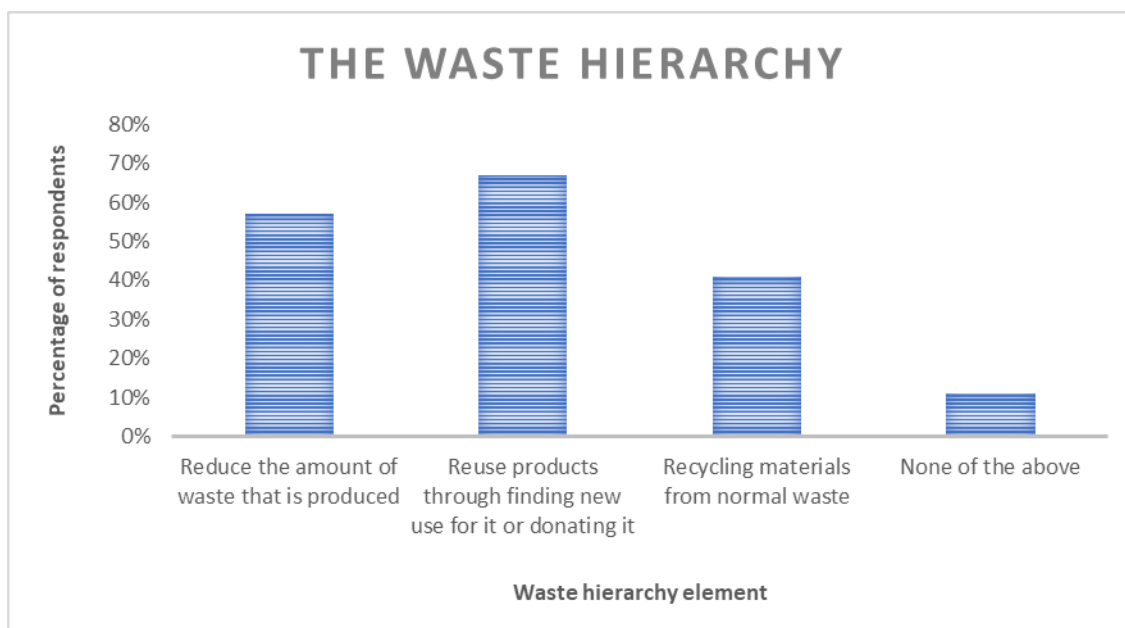 THE WASTE HIERARCHY
Percentage of respondents
80%
70%
60%
50%
40%
30%
20%
10%
0%
Reduce the amount of
waste that is produced
Reuse products
through finding new
use for it or donating it
Recycling materials
from normal waste
None of the above
Waste hierarchy element